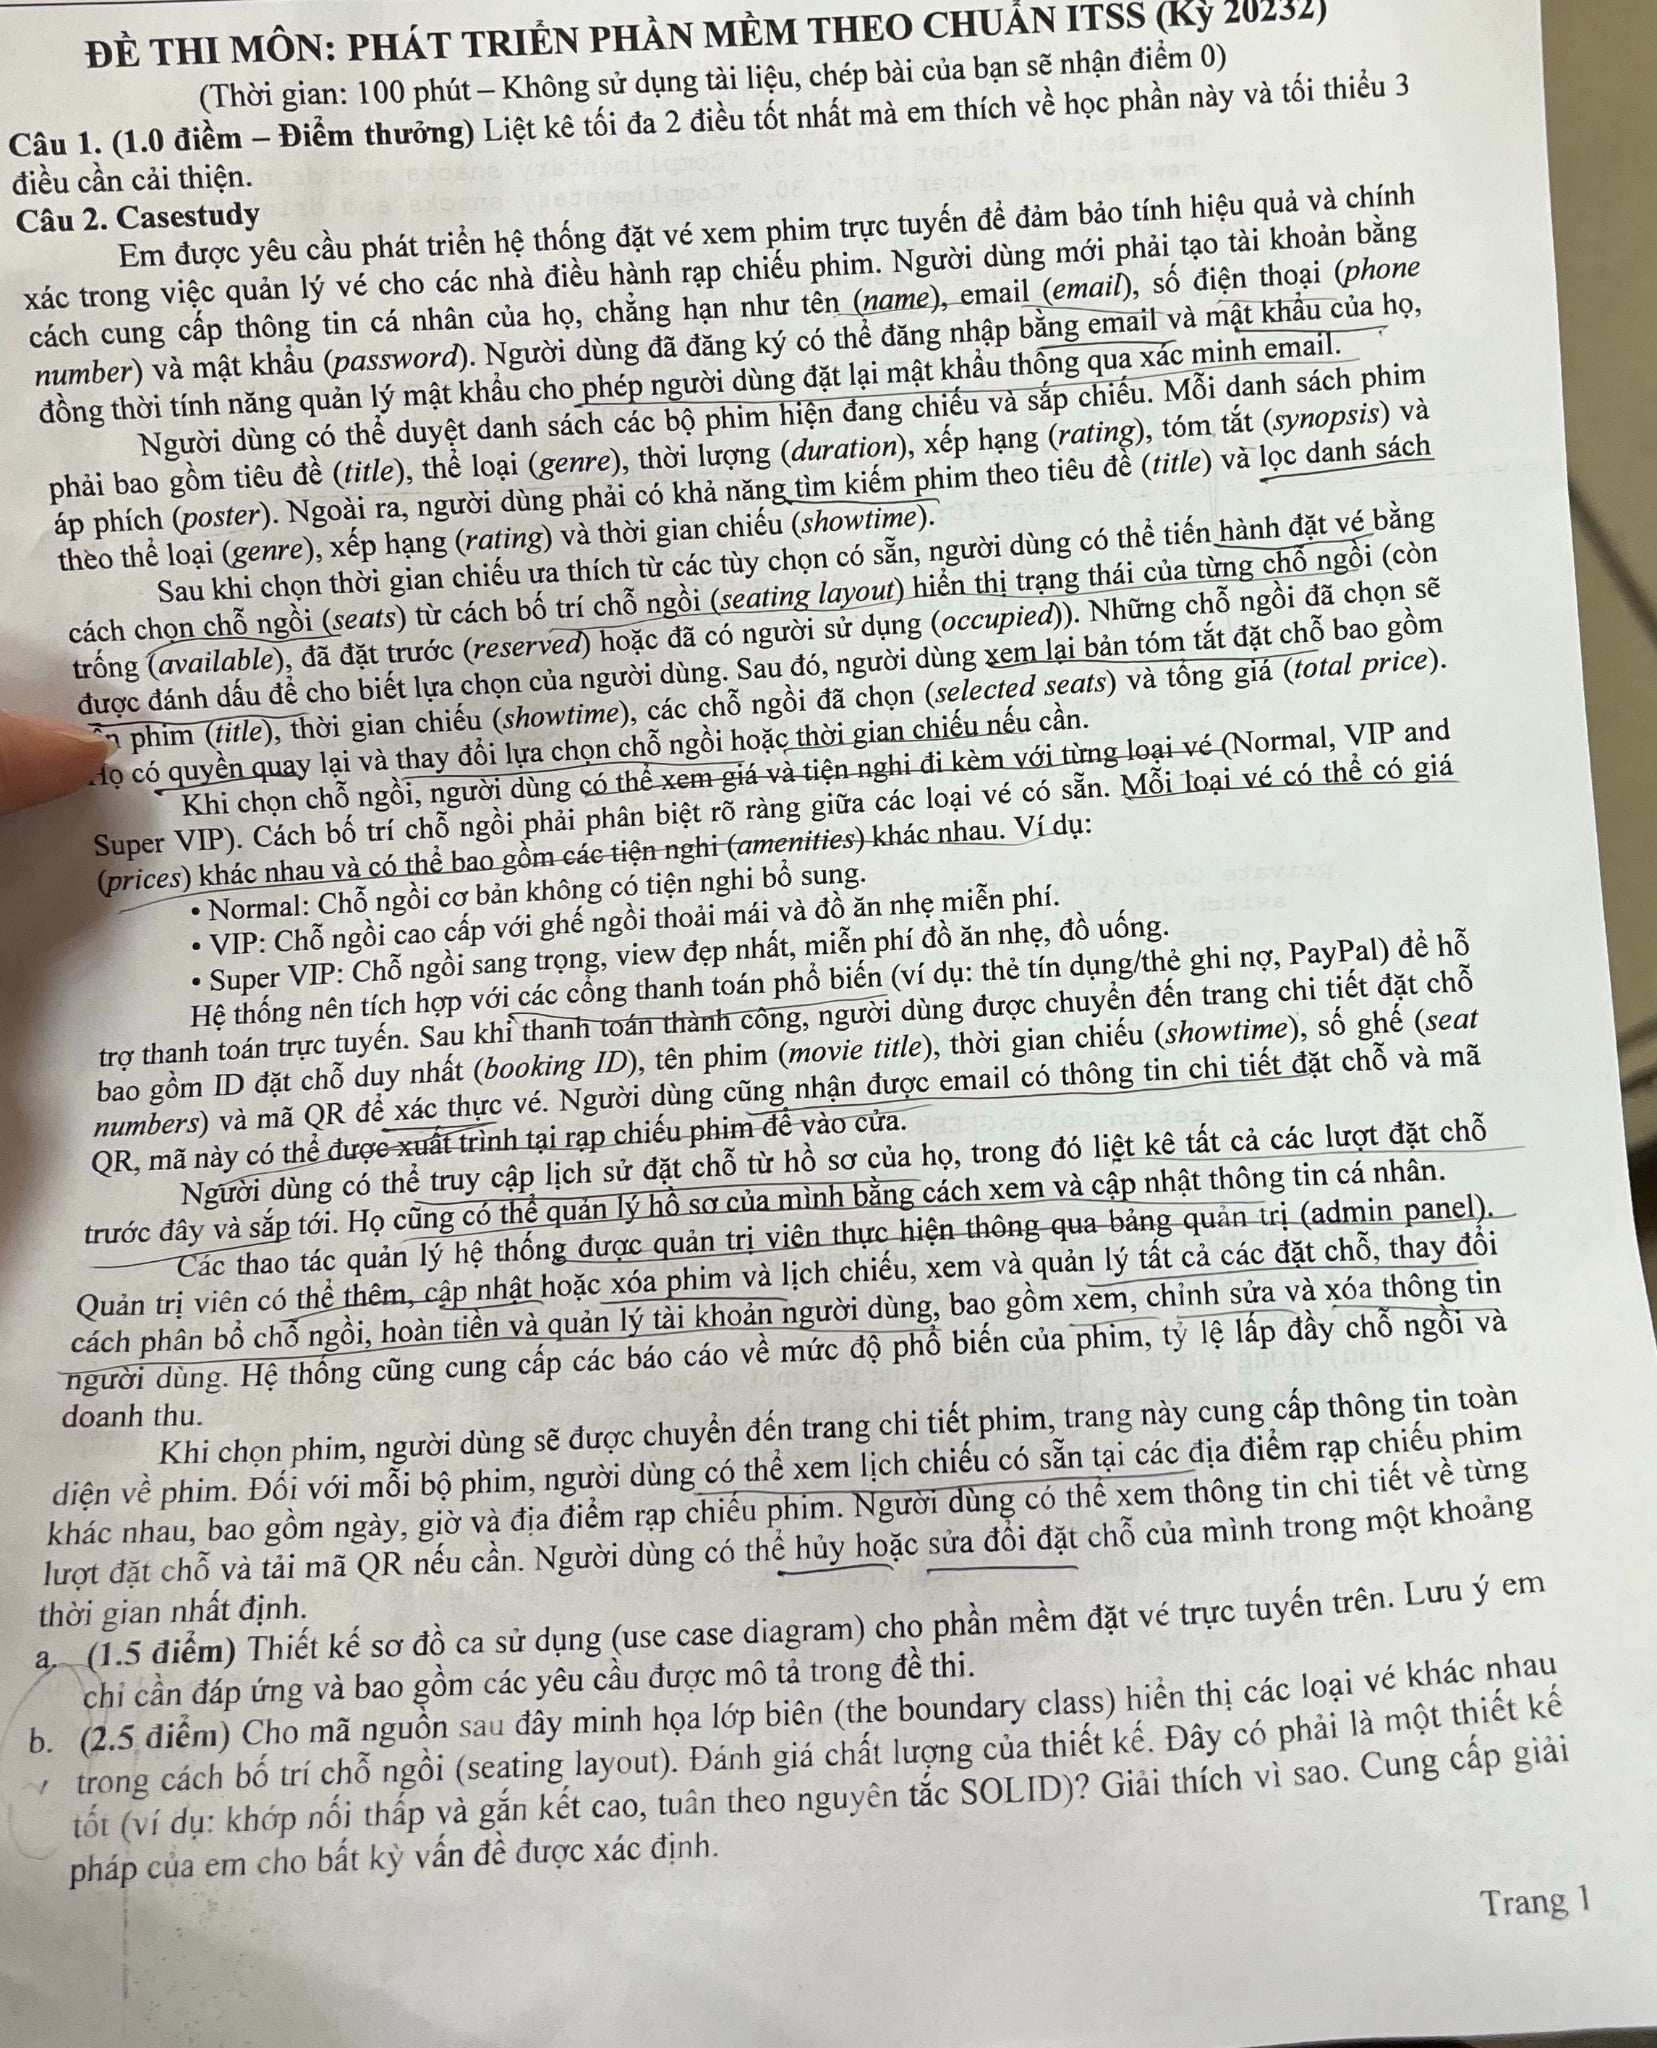 ĐỀ THI MÔN: PHÁT TRIỂN PHẦN MỀM THEO CHUẨN ITSS (Kỳ 20232)
(Thời gian: 100 phút – Không sử dụng tài liệu, chép bài của bạn sẽ nhận điểm 0)
Câu 1. (1.0 điểm – Điểm thưởng) Liệt kê tối đa 2 điều tốt nhất mà em thích về học phần này và tối thiểu 3
điều cần cải thiện.
Câu 2. Casestudy
Em được yêu cầu phát triển hệ thống đặt vé xem phim trực tuyến để đảm bảo tính hiệu quả và chính
xác trong việc quản lý vé cho các nhà điều hành rạp chiếu phim. Người dùng mới phải tạo tài khoản bằng
cách cung cấp thông tin cá nhân của họ, chẳng hạn như tên (name), email (email), số điện thoại (phone
number) và mật khẩu (password). Người dùng đã đăng ký có thể đăng nhập bằng email và mật khẩu của họ,
đồng thời tính năng quản lý mật khẩu cho phép người dùng đặt lại mật khẩu thông qua xác minh email.
Người dùng có thể duyệt danh sách các bộ phim hiện đang chiếu và sắp chiếu. Mỗi danh sách phim
phải bao gồm tiêu đề (title), thể loại (genre), thời lượng (duration), xếp hạng (rating), tóm tắt (synopsis) và
áp phích (poster). Ngoài ra, người dùng phải có khả năng tìm kiếm phim theo tiêu đề (title) và lọc danh sách
theo thể loại (genre), xếp hạng (rating) và thời gian chiếu (showtime).
Sau khi chọn thời gian chiếu ưa thích từ các tùy chọn có sẵn, người dùng có thể tiến hành đặt vé bằng
cách chọn chỗ ngồi (seats) từ cách bố trí chỗ ngồi (seating layout) hiển thị trạng thái của từng chỗ ngồi (còn
trống (available), đã đặt trước (reserved) hoặc đã có người sử dụng (occupied)). Những chỗ ngồi đã chọn sẽ
được đánh dấu để cho biết lựa chọn của người dùng. Sau đó, người dùng xem lại bản tóm tắt đặt chỗ bao gồm
phim (title), thời gian chiếu (showtime), các chỗ ngồi đã chọn (selected seats) và tổng giá (total price).
Họ có quyền quay lại và thay đổi lựa chọn chỗ ngồi hoặc thời gian chiếu nếu cần.
Khi chọn chỗ ngồi, người dùng có thể xem giá và tiện nghi đi kèm với từng loại vé (Normal, VIP and
Super VIP). Cách bố trí chỗ ngồi phải phân biệt rõ ràng giữa các loại vé có sẵn. Mỗi loại vé có thể có giá
(prices) khác nhau và có thể bao gồm các tiện nghi (amenities) khác nhau. Ví dụ:
• Normal: Chỗ ngồi cơ bản không có tiện nghi bổ sung.
• VIP: Chỗ ngồi cao cấp với ghế ngồi thoải mái và đồ ăn nhẹ miễn phí.
• Super VIP: Chỗ ngồi sang trọng, view đẹp nhất, miễn phí đồ ăn nhẹ, đồ uống.
Hệ thống nên tích hợp với các cổng thanh toán phổ biến (ví dụ: thẻ tín dụng/thẻ ghi nợ, PayPal) để hỗ
trợ thanh toán trực tuyến. Sau khi thanh toán thành công, người dùng được chuyển đến trang chi tiết đặt chỗ
bao gồm ID đặt chỗ duy nhất (booking ID), tên phim (movie title), thời gian chiếu (showtime), số ghế (seat
numbers) và mã QR để xác thực vé. Người dùng cũng nhận được email có thông tin chi tiết đặt chỗ và mã
QR, mã này có thể được xuất trình tại rạp chiếu phim để vào cửa.
Người dùng có thể truy cập lịch sử đặt chỗ từ hồ sơ của họ, trong đó liệt kê tất cả các lượt đặt chỗ
trước đây và sắp tới. Họ cũng có thể quản lý hồ sơ của mình bằng cách xem và cập nhật thông tin cá nhân.
Các thao tác quản lý hệ thống được quản trị viên thực hiện thông qua bảng quản trị (admin panel).
Quản trị viên có thể thêm, cập nhật hoặc xóa phim và lịch chiếu, xem và quản lý tất cả các đặt chỗ, thay đổi
cách phân bổ chỗ ngồi, hoàn tiền và quản lý tài khoản người dùng, bao gồm xem, chỉnh sửa và xóa thông tin
người dùng. Hệ thống cũng cung cấp các báo cáo về mức độ phổ biến của phim, tỷ lệ lấp đầy chỗ ngồi và
doanh thu.
Khi chọn phim, người dùng sẽ được chuyển đến trang chi tiết phim, trang này cung cấp thông tin toàn
diện về phim. Đối với mỗi bộ phim, người dùng có thể xem lịch chiếu có sẵn tại các địa điểm rạp chiếu phim
khác nhau, bao gồm ngày, giờ và địa điểm rạp chiếu phim. Người dùng có thể xem thông tin chi tiết về từng
lượt đặt chỗ và tải mã QR nếu cần. Người dùng có thể hủy hoặc sửa đổi đặt chỗ của mình trong một khoảng
thời gian nhất định.
a. (1.5 điểm) Thiết kế sơ đồ ca sử dụng (use case diagram) cho phần mềm đặt vé trực tuyến trên. Lưu ý em
chỉ cần đáp ứng và bao gồm các yêu cầu được mô tả trong đề thi.
b. (2.5 điểm) Cho mã nguồn sau đây minh họa lớp biên (the boundary class) hiển thị các loại vé khác nhau
trong cách bố trí chỗ ngồi (seating layout). Đánh giá chất lượng của thiết kế. Đây có phải là một thiết kế
tốt (ví dụ: khớp nối thấp và gắn kết cao, tuân theo nguyên tắc SOLID)? Giải thích vì sao. Cung cấp giải
pháp của em cho bất kỳ vấn đề được xác định.
Trang 1